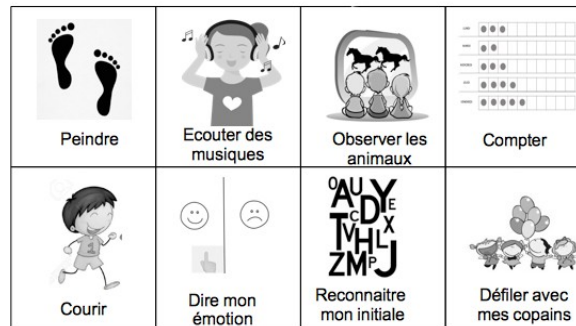 Peindre
Ecouter des
musiques
Observer les
animaux
Compter
Courir
Dire mon
émotion
O A U D Y E
T V C H L X
Z M P J
Reconnaitre
mon initiale
Défiler avec
mes copains